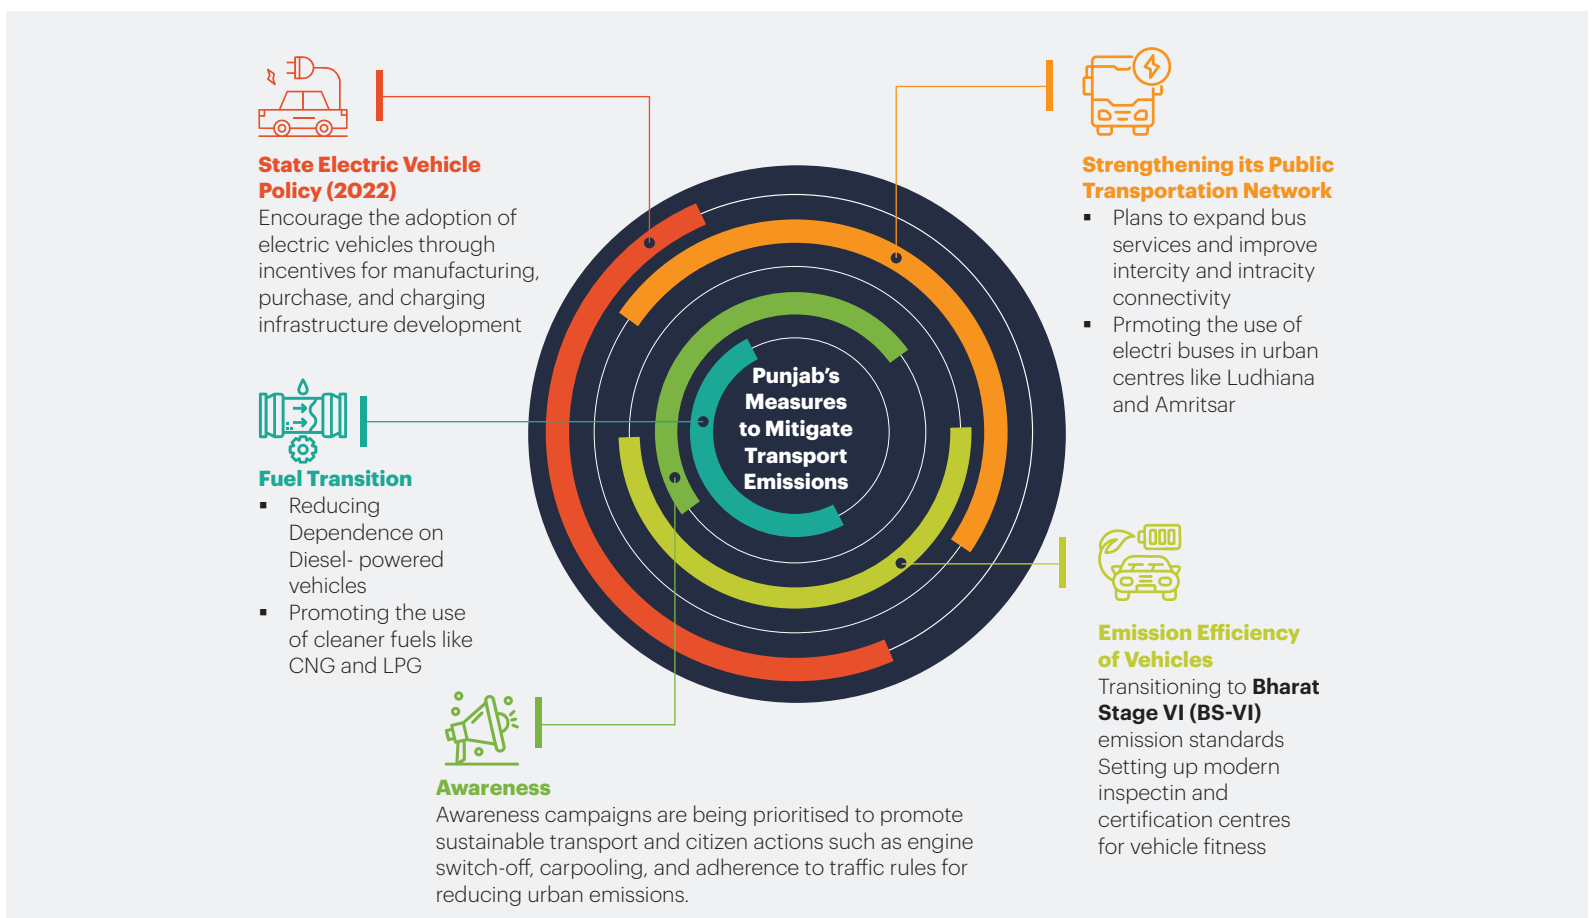 State Electric Vehicle
Policy (2022)
Encourage the adoption of
electric vehicles through
incentives for manufacturing,
purchase, and charging
infrastructure development
Strengthening its Public
Transportation Network
▪ Plans to expand bus
services and improve
intercity and intracity
connectivity
▪ Prmoting the use of
electri buses in urban
centres like Ludhiana
and Amritsar
Punjab's
Measures
to Mitigate
Transport
Emissions
Fuel Transition
▪ Reducing
Dependence on
Diesel- powered
vehicles
▪ Promoting the use
of cleaner fuels like
CNG and LPG
Emission Efficiency
of Vehicles
Transitioning to Bharat
Stage VI (BS-VI)
emission standards
Setting up modern
inspectin and
certification centres
for vehicle fitness
Awareness
Awareness campaigns are being prioritised to promote
sustainable transport and citizen actions such as engine
switch-off, carpooling, and adherence to traffic rules for
reducing urban emissions.